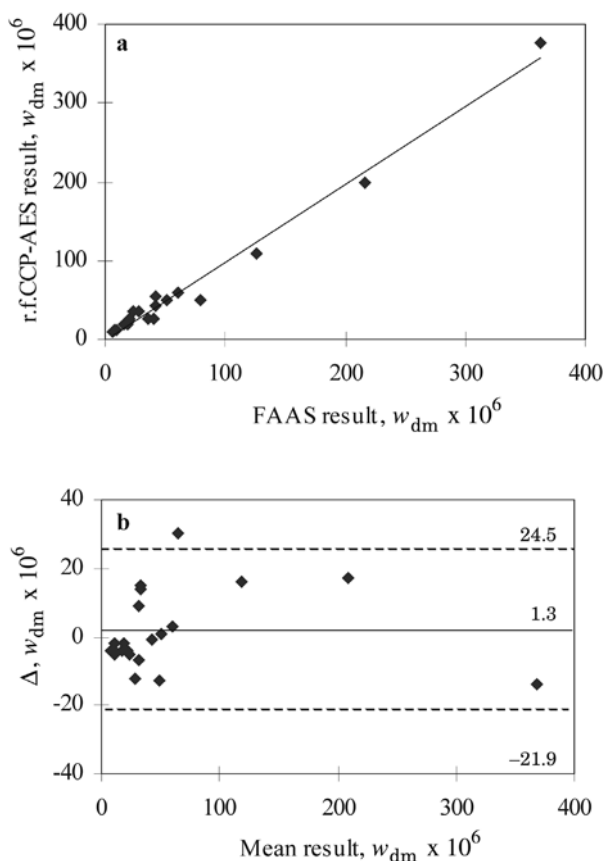 a
r.f.CCP-AES result, w_dm x 10^6
400
300
200
100
0
0 100 200 300 400
FAAS result, w_dm x 10^6
b
Δ, w_dm x 10^6
40
20
0
-20
-40
24.5
1.3
–21.9
0 100 200 300 400
Mean result, w_dm x 10^6